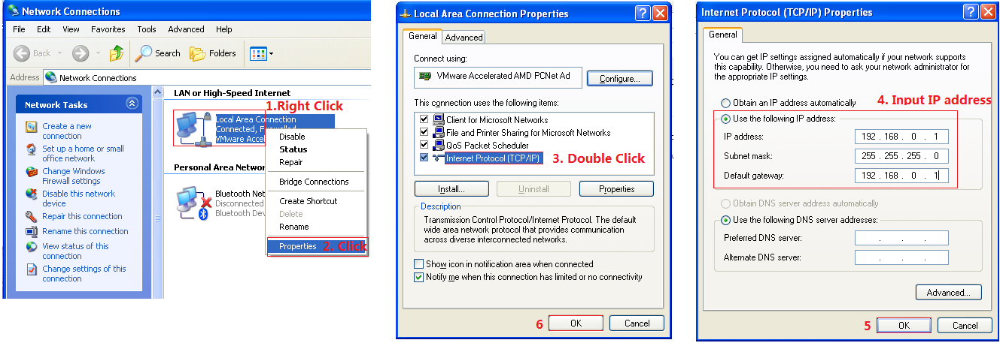 Network Connections
File Edit View Favorites Tools Advanced Help
Back Search Folders
Address Network Connections
Network Tasks
Create a new
connection
Set up a home or small
office network
Change Windows
Firewall settings
Disable this network
device
Repair this connection
Rename this connection
View status of this
connection
Change settings of this
connection
LAN or High-Speed Internet
1.Right Click
Local Area Connection
Connected, Firewalled
VMware Accel
Personal Area Networ
Bluetooth Net
Disconnected
Bluetooth Dev
Disable
Status
Repair
Bridge Connections
Create Shortcut
Delete
Rename
Properties 2. Click
Local Area Connection Properties
General Advanced
Connect using:
VMware Accelerated AMD PCNet Ad Configure...
This connection uses the following items:
Client for Microsoft Networks
File and Printer Sharing for Microsoft Networks
QoS Packet Scheduler
Internet Protocol (TCP/IP) 3. Double Click
Install... Uninstall Properties
Description
Transmission Control Protocol/Internet Protocol. The default
wide area network protocol that provides communication
across diverse interconnected networks.
Show icon in notification area when connected
Notify me when this connection has limited or no connectivity
6 OK Cancel
Internet Protocol (TCP/IP) Properties
General
You can get IP settings assigned automatically if your network supports
this capability. Otherwise, you need to ask your network administrator for
the appropriate IP settings.
Obtain an IP address automatically 4. Input IP address
Use the following IP address:
IP address: 192 . 168 . 0 . 1
Subnet mask: 255 . 255 . 255 . 0
Default gateway: 192 . 168 . 0 . 1
Obtain DNS server address automatically
Use the following DNS server addresses:
Preferred DNS server: . . .
Alternate DNS server: . . .
Advanced...
5 OK Cancel